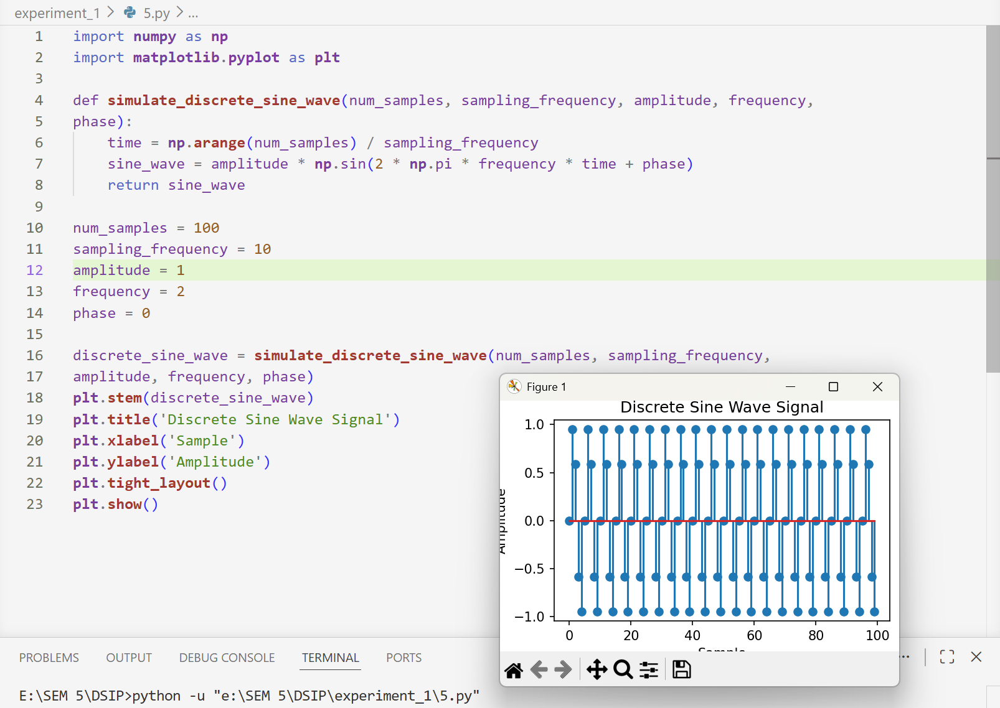 experiment_1 > 5.py > ...
1 import numpy as np
2 import matplotlib.pyplot as plt
3
4 def simulate_discrete_sine_wave(num_samples, sampling_frequency, amplitude, frequency,
5 phase):
6     time = np.arange(num_samples) / sampling_frequency
7     sine_wave = amplitude * np.sin(2 * np.pi * frequency * time + phase)
8     return sine_wave
9
10 num_samples = 100
11 sampling_frequency = 10
12 amplitude = 1
13 frequency = 2
14 phase = 0
15
16 discrete_sine_wave = simulate_discrete_sine_wave(num_samples, sampling_frequency,
17 amplitude, frequency, phase)
18 plt.stem(discrete_sine_wave)
19 plt.title('Discrete Sine Wave Signal')
20 plt.xlabel('Sample')
21 plt.ylabel('Amplitude')
22 plt.tight_layout()
23 plt.show()
Figure 1
Discrete Sine Wave Signal
1.0
0.5
0.0
−0.5
−1.0
Amplitude
0 20 40 60 80 100
Sample
PROBLEMS OUTPUT DEBUG CONSOLE TERMINAL PORTS ...
E:\SEM 5\DSIP>python -u "e:\SEM 5\DSIP\experiment_1\5.py"